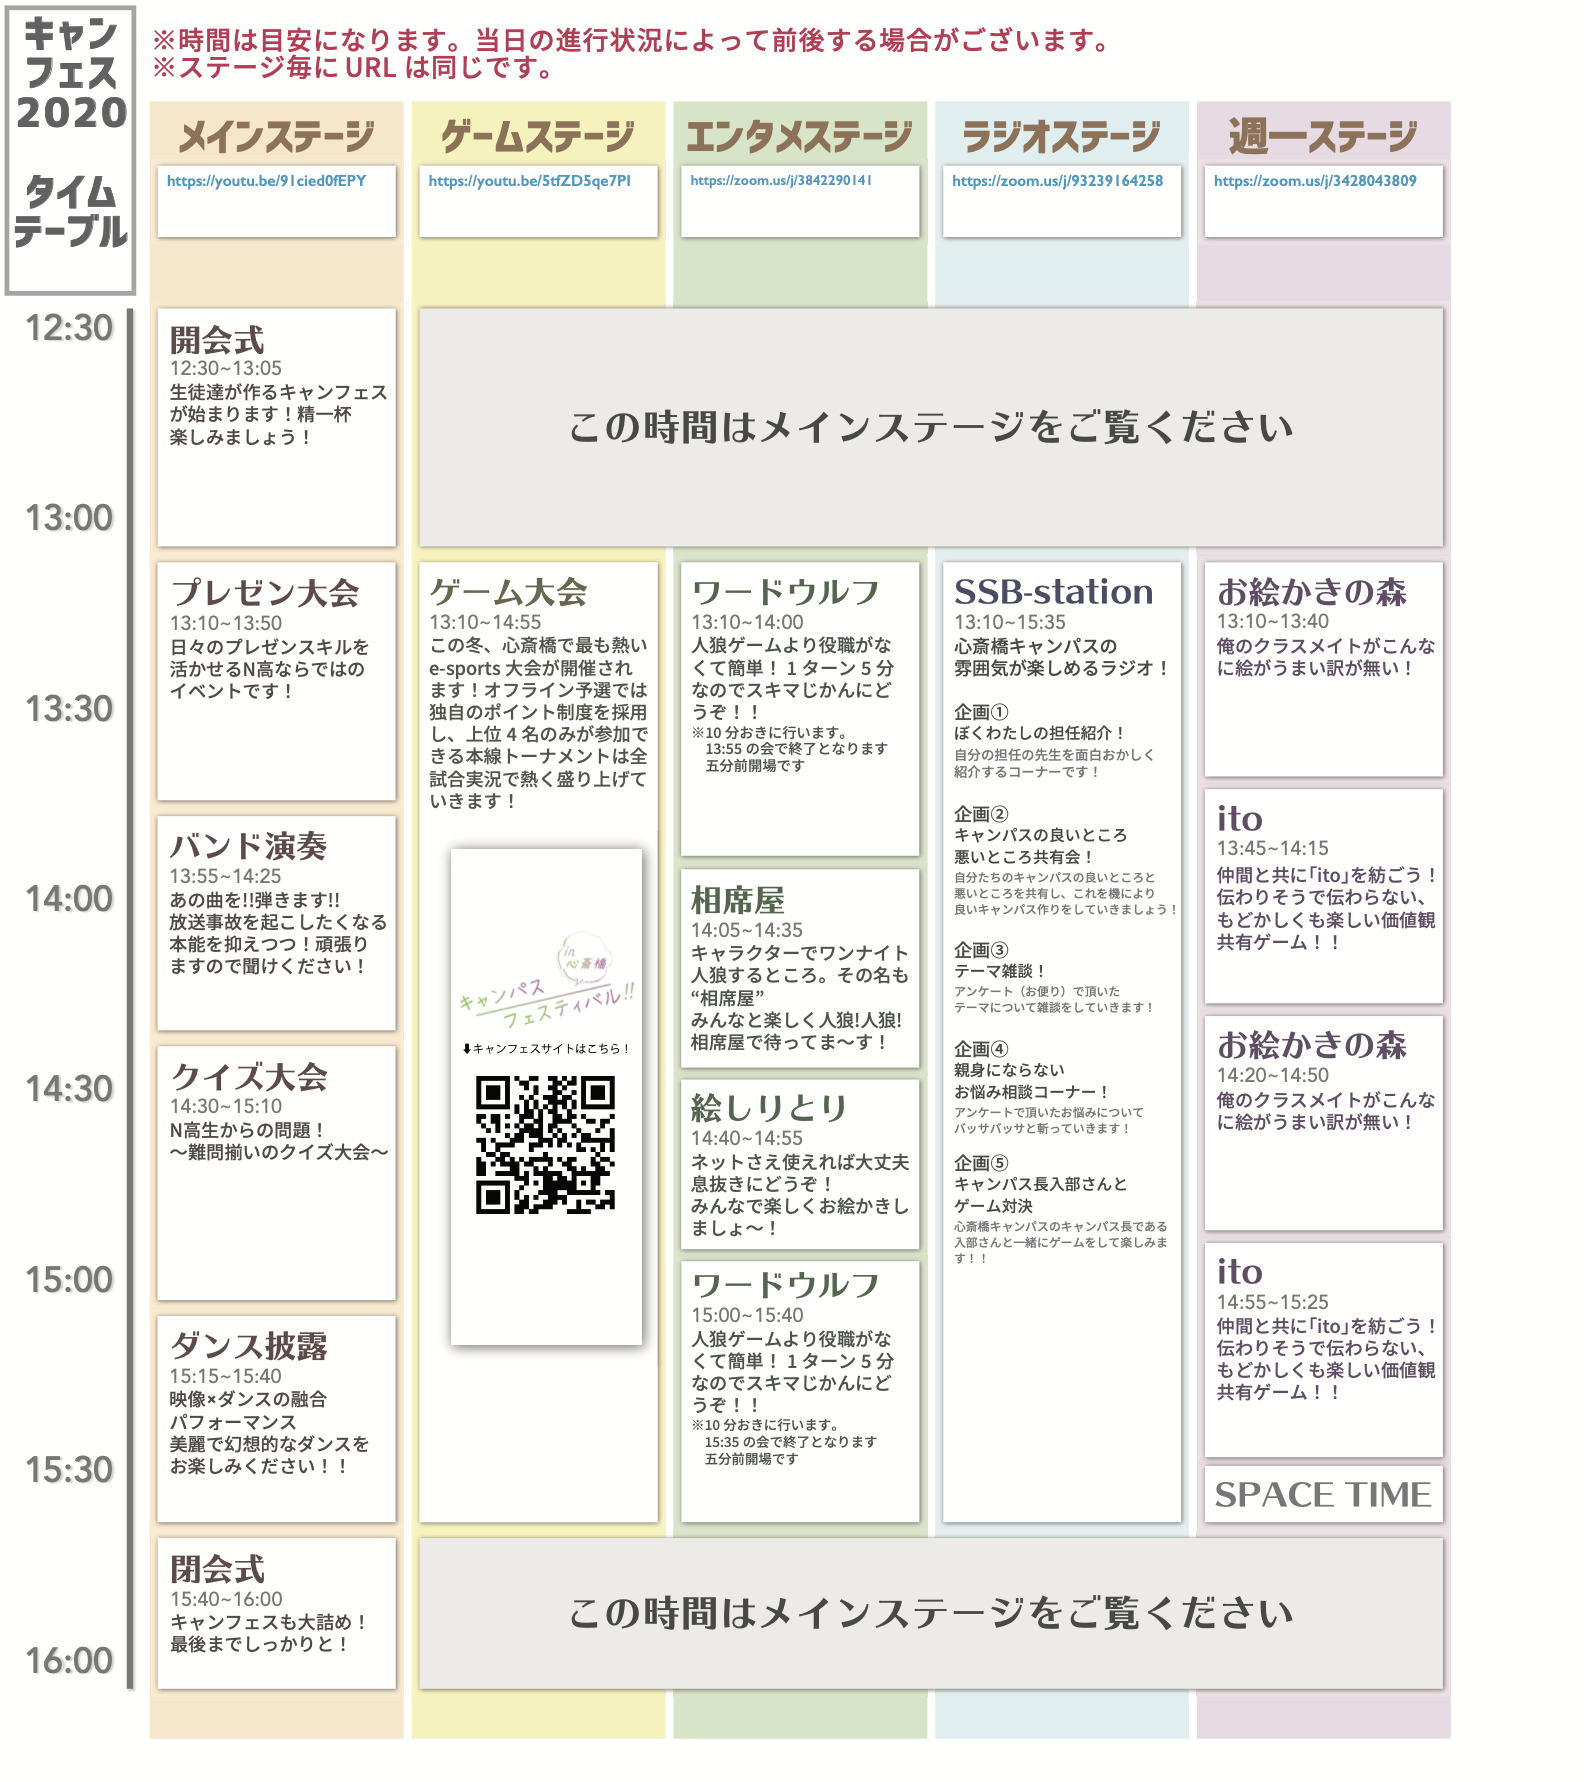 キャン
フェス
2020
タイム
テーブル
※時間は目安になります。当日の進行状況によって前後する場合がございます。
※ステージ毎に URL は同じです。
メインステージ
https://youtu.be/91cied0fEPY
ゲームステージ
https://youtu.be/5tfZD5qe7PI
エンタメステージ
https://zoom.us/j/3842290141
ラジオステージ
https://zoom.us/j/93239164258
週一ステージ
https://zoom.us/j/3428043809
12:30
13:00
13:30
14:00
14:30
15:00
15:30
16:00
開会式
12:30~13:05
生徒達が作るキャンフェス
が始まります！精一杯
楽しみましょう！
この時間はメインステージをご覧ください
プレゼン大会
13:10~13:50
日々のプレゼンスキルを
活かせるN高ならではの
イベントです！
バンド演奏
13:55~14:25
あの曲を!!弾きます!!
放送事故を起こしたくなる
本能を抑えつつ！頑張り
ますので聞けください！
クイズ大会
14:30~15:10
N高生からの問題！
～難問揃いのクイズ大会～
ダンス披露
15:15~15:40
映像×ダンスの融合
パフォーマンス
美麗で幻想的なダンスを
お楽しみください！！
閉会式
15:40~16:00
キャンフェスも大詰め！
最後までしっかりと！
ゲーム大会
13:10~14:55
この冬、心斎橋で最も熱い
e-sports 大会が開催され
ます！オフライン予選では
独自のポイント制度を採用
し、上位 4 名のみが参加で
きる本線トーナメントは全
試合実況で熱く盛り上げて
いきます！
in
心斎橋
キャンパス
フェスティバル!!
⬇キャンフェスサイトはこちら！
ワードウルフ
13:10~14:00
人狼ゲームより役職がな
くて簡単！ 1 ターン 5 分
なのでスキマじかんにど
うぞ！！
※10 分おきに行います。
13:55 の会で終了となります
五分前開場です
相席屋
14:05~14:35
キャラクターでワンナイト
人狼するところ。その名も
“相席屋”
みんなと楽しく人狼!人狼!
相席屋で待ってま～す！
絵しりとり
14:40~14:55
ネットさえ使えれば大丈夫
息抜きにどうぞ！
みんなで楽しくお絵かきし
ましょ～！
ワードウルフ
15:00~15:40
人狼ゲームより役職がな
くて簡単！ 1 ターン 5 分
なのでスキマじかんにど
うぞ！！
※10 分おきに行います。
15:35 の会で終了となります
五分前開場です
SSB-station
13:10~15:35
心斎橋キャンパスの
雰囲気が楽しめるラジオ！
企画①
ぼくわたしの担任紹介！
自分の担任の先生を面白おかしく
紹介するコーナーです！
企画②
キャンパスの良いところ
悪いところ共有会！
自分たちのキャンパスの良いところと
悪いところを共有し、これを機により
良いキャンパス作りをしていきましょう！
企画③
テーマ雑談！
アンケート（お便り）で頂いた
テーマについて雑談をしていきます！
企画④
親身にならない
お悩み相談コーナー！
アンケートで頂いたお悩みについて
バッサバッサと斬っていきます！
企画⑤
キャンパス長入部さんと
ゲーム対決
心斎橋キャンパスのキャンパス長である
入部さんと一緒にゲームをして楽しみま
す！！
お絵かきの森
13:10~13:40
俺のクラスメイトがこんな
に絵がうまい訳が無い！
ito
13:45~14:15
仲間と共に｢ito｣を紡ごう！
伝わりそうで伝わらない、
もどかしくも楽しい価値観
共有ゲーム！！
お絵かきの森
14:20~14:50
俺のクラスメイトがこんな
に絵がうまい訳が無い！
ito
14:55~15:25
仲間と共に｢ito｣を紡ごう！
伝わりそうで伝わらない、
もどかしくも楽しい価値観
共有ゲーム！！
SPACE TIME
この時間はメインステージをご覧ください